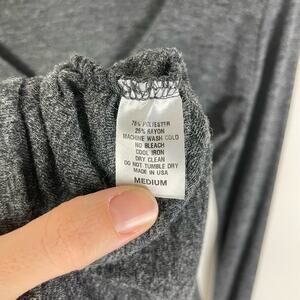 75% POLYESTER
25% RAYON
MACHINE WASH COLD
NO BLEACH
COOL IRON
DRY CLEAN
DO NOT TUMBLE DRY
MADE IN USA
MEDIUM